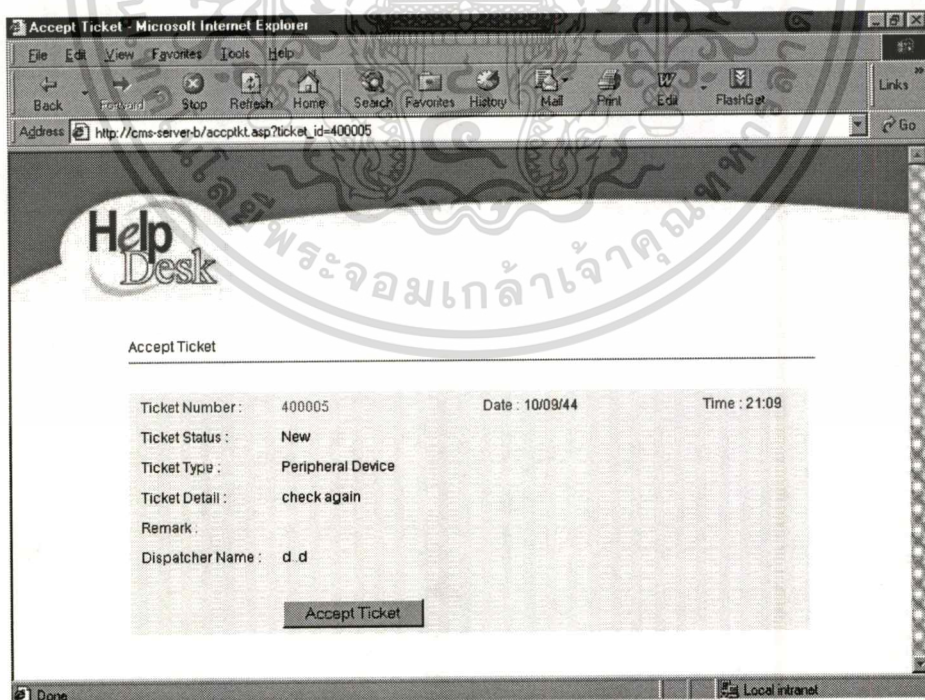 Accept Ticket - Microsoft Internet Explorer
File Edit View Favorites Tools Help
Back Forward Stop Refresh Home Search Favorites History Mail Print Edit FlashGet Links
Address http://cms-server-b/accptkt.asp?ticket_id=400005 Go
Help
Desk
พระจอมเกล้าเจ้าคุณทหาร
Accept Ticket
Ticket Number : 400005 Date : 10/09/44 Time : 21:09
Ticket Status : New
Ticket Type : Peripheral Device
Ticket Detail : check again
Remark :
Dispatcher Name : d..d
Accept Ticket
Done Local intranet